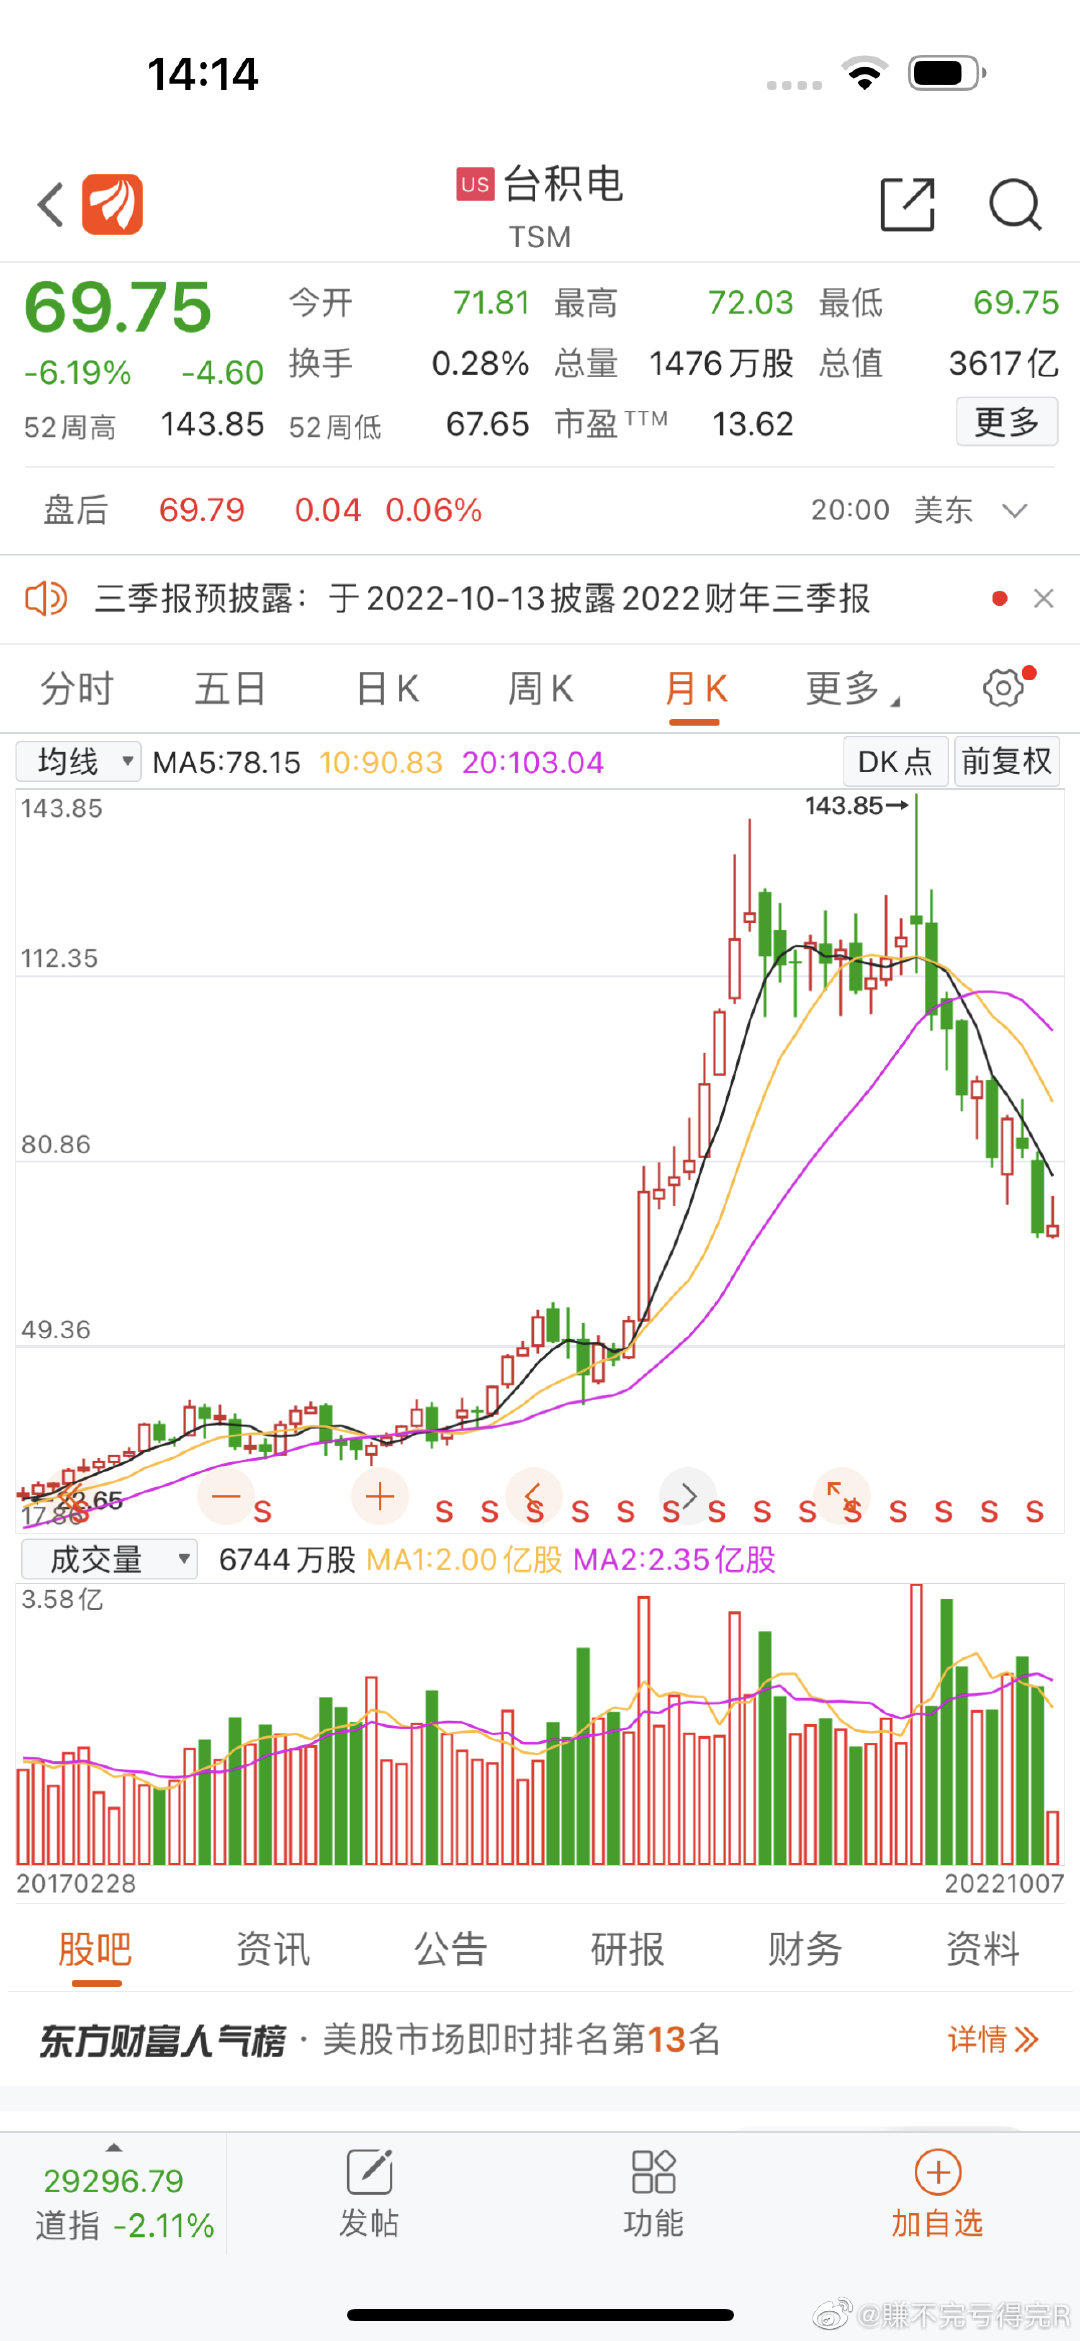 14:14
US 台积电
TSM
69.75 今开 71.81 最高 72.03 最低 69.75
-6.19% -4.60 换手 0.28% 总量 1476万股 总值 3617亿
52周高 143.85 52周低 67.65 市盈TTM 13.62 更多
盘后 69.79 0.04 0.06% 20:00 美东
三季报预披露：于2022-10-13披露2022财年三季报
分时 五日 日K 周K 月K 更多
均线 MA5:78.15 10:90.83 20:103.04 DK点 前复权
143.85 143.85→
112.35
80.86
49.36
17.86
S S S S S S S S S S S S S S S S
成交量 6744万股 MA1:2.00亿股 MA2:2.35亿股
3.58亿
20170228 20221007
股吧 资讯 公告 研报 财务 资料
东方财富人气榜 · 美股市场即时排名第13名 详情
29296.79
道指 -2.11% 发帖 功能 加自选
@赚不完亏得完R